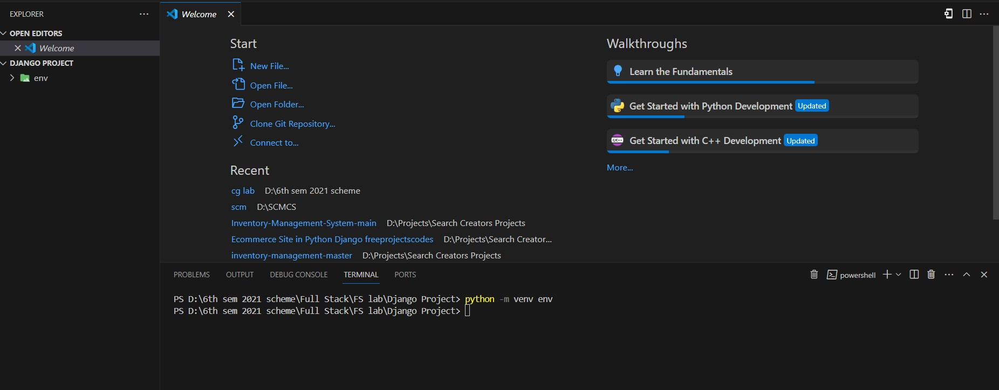 EXPLORER
OPEN EDITORS
Welcome
DJANGO PROJECT
env
Welcome
Start
New File...
Open File...
Open Folder...
Clone Git Repository...
Connect to...
Recent
cg lab D:\6th sem 2021 scheme
scm D:\SCMCS
Inventory-Management-System-main D:\Projects\Search Creators Projects
Ecommerce Site in Python Django freeprojectscodes D:\Projects\Search Creator...
inventory-management-master D:\Projects\Search Creators Projects
Walkthroughs
Learn the Fundamentals
Get Started with Python Development Updated
C/C++ Get Started with C++ Development Updated
More...
PROBLEMS OUTPUT DEBUG CONSOLE TERMINAL PORTS powershell
PS D:\6th sem 2021 scheme\Full Stack\FS lab\Django Project> python -m venv env
PS D:\6th sem 2021 scheme\Full Stack\FS lab\Django Project>